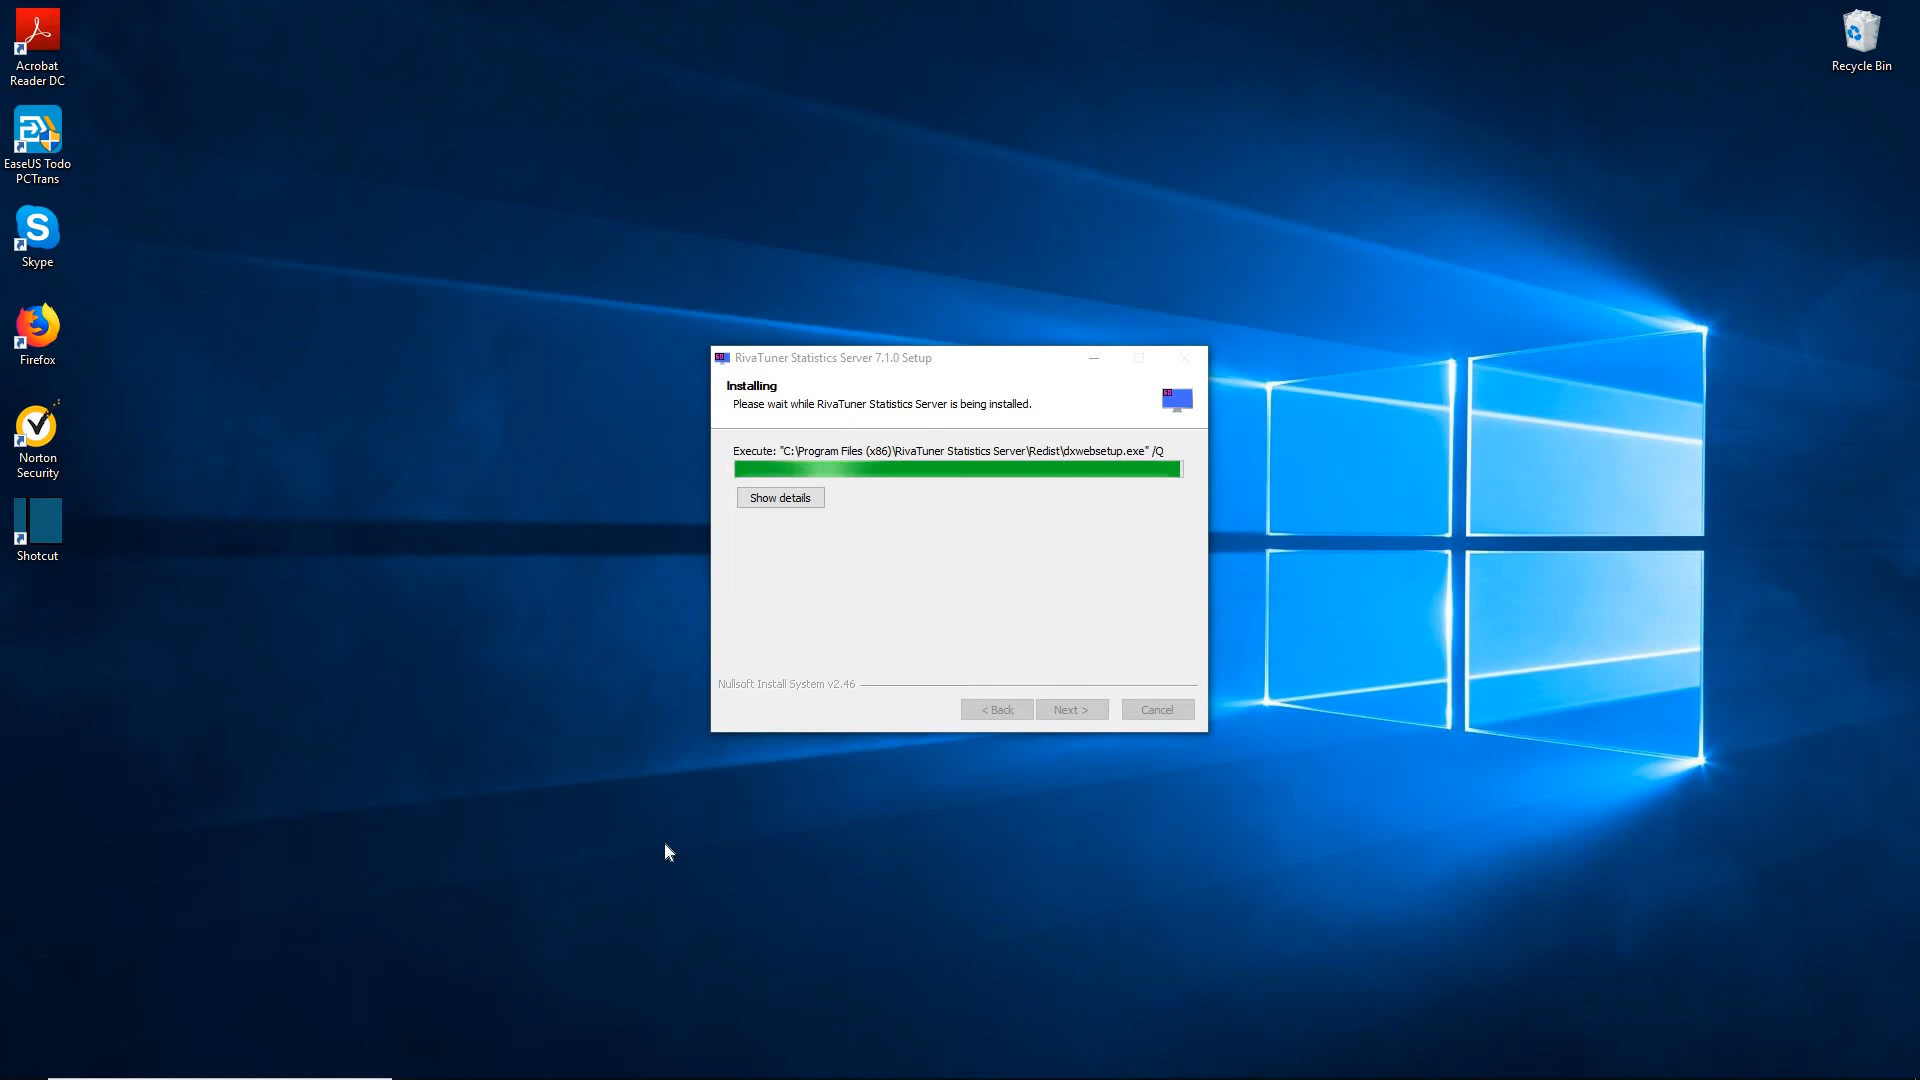 Acrobat
Reader DC
EaseUS Todo
PCTrans
Skype
Firefox
Norton
Security
Shotcut
Recycle Bin
RivaTuner Statistics Server 7.1.0 Setup
Installing
Please wait while RivaTuner Statistics Server is being installed.
60
Execute: "C:\Program Files (x86)\RivaTuner Statistics Server\Redist\dxwebsetup.exe" /Q
Show details
Nullsoft Install System v2.46
< Back
Next >
Cancel